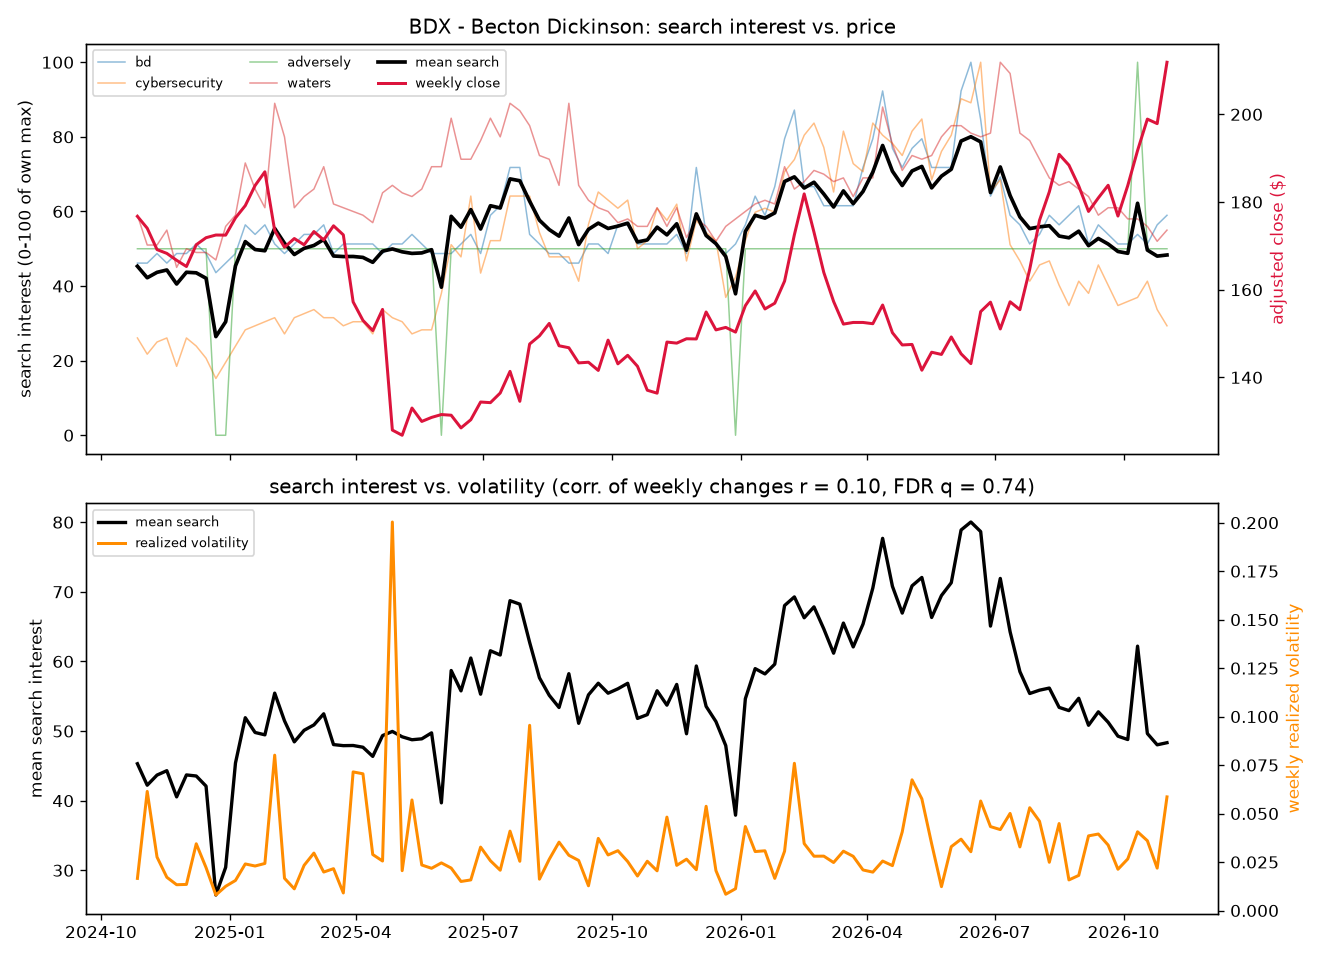 BDX - Becton Dickinson: search interest vs. price
bd
cybersecurity
adversely
waters
mean search
weekly close
search interest (0-100 of own max)
100
80
60
40
20
0
adjusted close ($)
200
180
160
140
search interest vs. volatility (corr. of weekly changes r = 0.10, FDR q = 0.74)
mean search
realized volatility
mean search interest
80
70
60
50
40
30
weekly realized volatility
0.200
0.175
0.150
0.125
0.100
0.075
0.050
0.025
0.000
2024-10
2025-01
2025-04
2025-07
2025-10
2026-01
2026-04
2026-07
2026-10